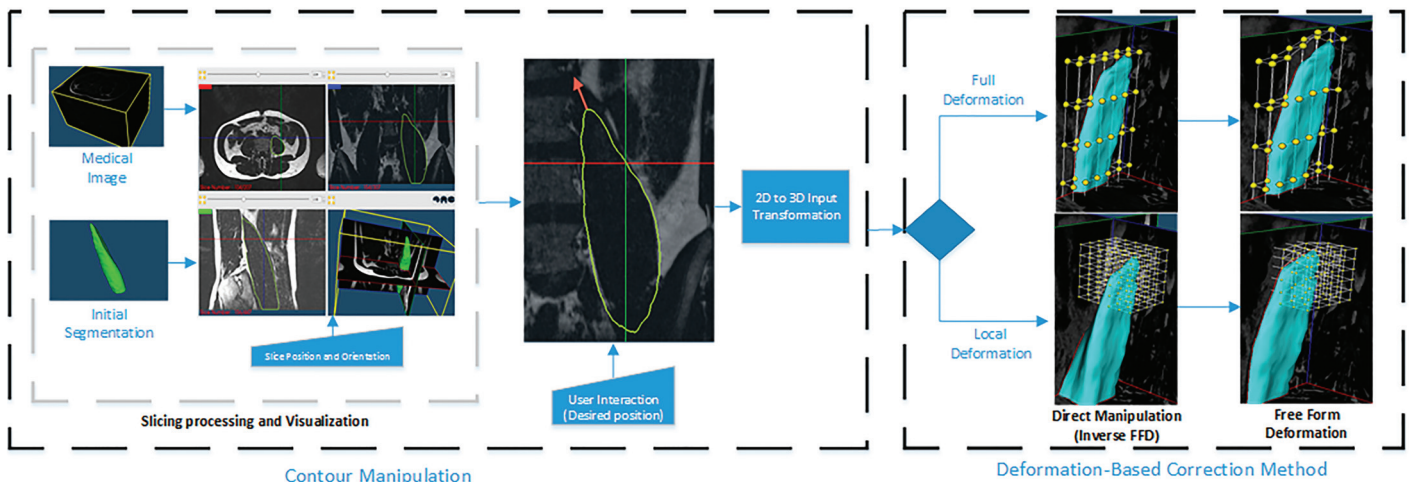 Medical
Image
Initial
Segmentation
Slice Position and Orientation
Slicing processing and Visualization
User Interaction
(Desired position)
2D to 3D Input
Transformation
Contour Manipulation
Full
Deformation
Local
Deformation
Direct Manipulation
(Inverse FFD)
Free Form
Deformation
Deformation-Based Correction Method